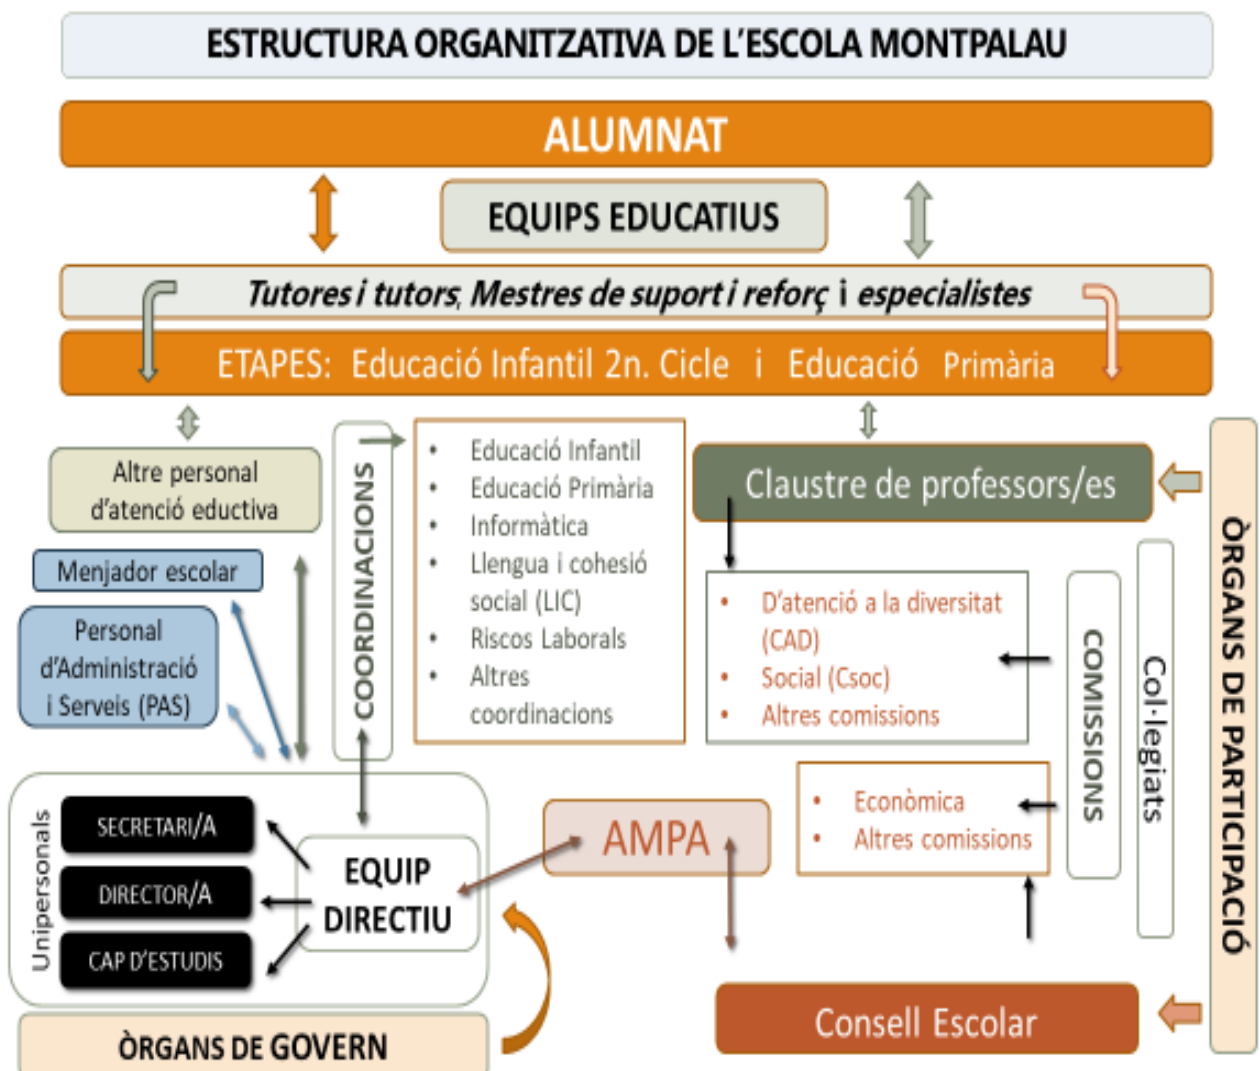 ESTRUCTURA ORGANITZATIVA DE L'ESCOLA MONTPALAU
ALUMNAT
EQUIPS EDUCATIUS
Tutores i tutors, Mestres de suport i reforç i especialistes
ETAPES: Educació Infantil 2n. Cicle i Educació Primària
Altre personal
d'atenció eductiva
Menjador escolar
Personal
d'Administració
i Serveis (PAS)
COORDINACIONS
• Educació Infantil
• Educació Primària
• Informàtica
• Llengua i cohesió
social (LIC)
• Riscos Laborals
• Altres
coordinacions
Claustre de professors/es
• D'atenció a la diversitat
(CAD)
• Social (Csoc)
• Altres comissions
• Econòmica
• Altres comissions
COMISSIONS
Col·legiats
ÒRGANS DE PARTICIPACIÓ
Unipersonals
SECRETARI/A
DIRECTOR/A
CAP D'ESTUDIS
EQUIP
DIRECTIU
AMPA
Consell Escolar
ÒRGANS DE GOVERN